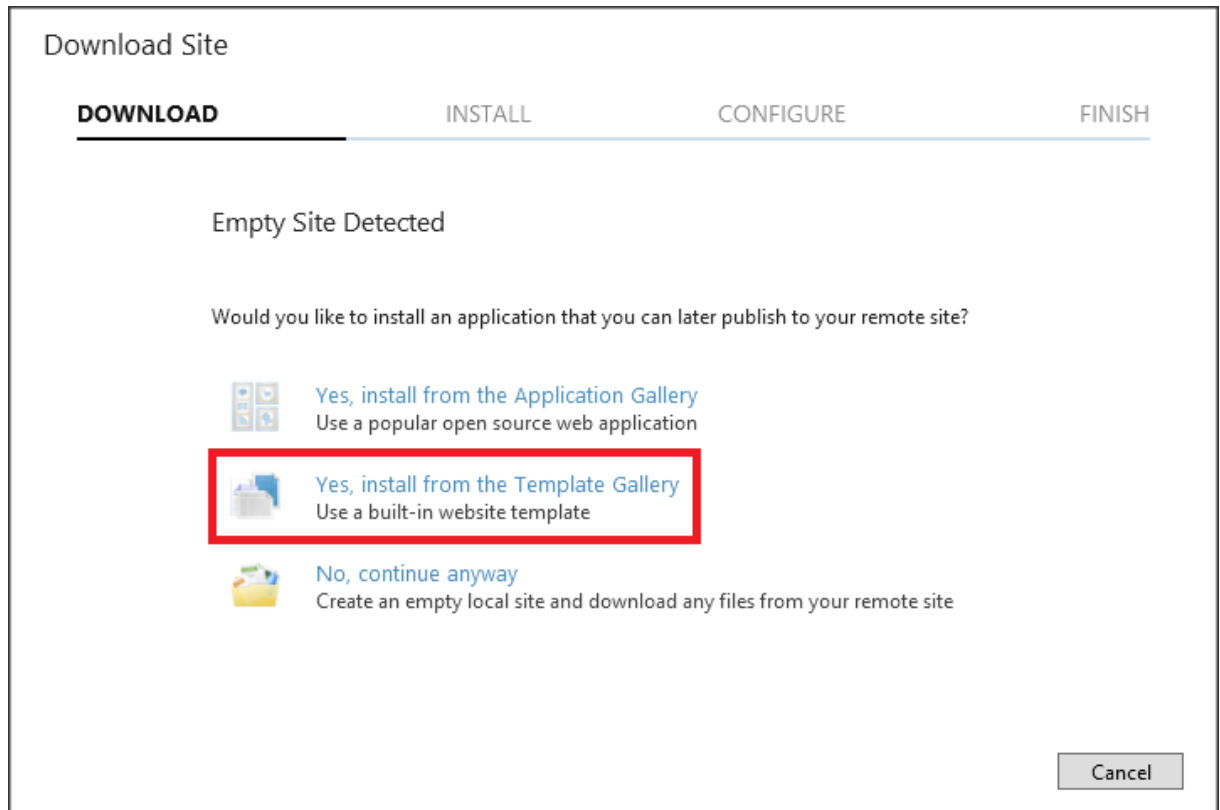 Download Site
DOWNLOAD INSTALL CONFIGURE FINISH
Empty Site Detected
Would you like to install an application that you can later publish to your remote site?
Yes, install from the Application Gallery
Use a popular open source web application
Yes, install from the Template Gallery
Use a built-in website template
No, continue anyway
Create an empty local site and download any files from your remote site
Cancel